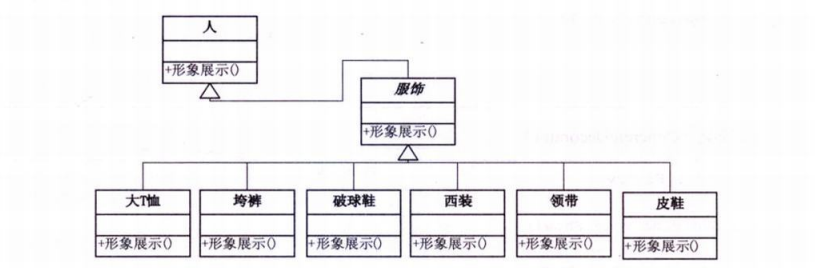 人
+形象展示()
服饰
+形象展示()
大T恤
垮裤
破球鞋
西装
领带
皮鞋
+形象展示()
+形象展示()
+形象展示()
+形象展示()
+形象展示()
+形象展示()